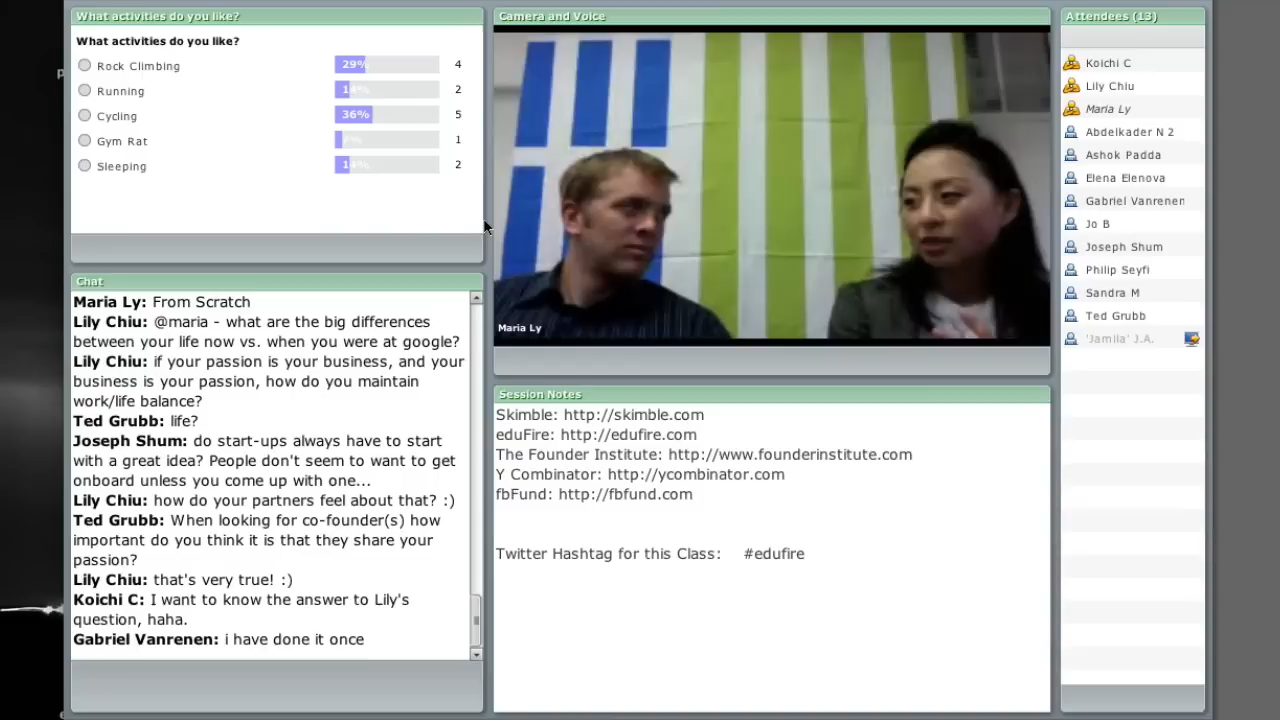 What activities do you like?
What activities do you like?
Rock Climbing 29% 4
Running 14% 2
Cycling 36% 5
Gym Rat 1
Sleeping 14% 2
Chat
Maria Ly: From Scratch
Lily Chiu: @maria - what are the big differences
between your life now vs. when you were at google?
Lily Chiu: if your passion is your business, and your
business is your passion, how do you maintain
work/life balance?
Ted Grubb: life?
Joseph Shum: do start-ups always have to start
with a great idea? People don't seem to want to get
onboard unless you come up with one...
Lily Chiu: how do your partners feel about that? :)
Ted Grubb: When looking for co-founder(s) how
important do you think it is that they share your
passion?
Lily Chiu: that's very true! :)
Koichi C: I want to know the answer to Lily's
question, haha.
Gabriel Vanrenen: i have done it once
Camera and Voice
Maria Ly
Session Notes
Skimble: http://skimble.com
eduFire: http://edufire.com
The Founder Institute: http://www.founderinstitute.com
Y Combinator: http://ycombinator.com
fbFund: http://fbfund.com
Twitter Hashtag for this Class: #edufire
Attendees (13)
Koichi C
Lily Chiu
Maria Ly
Abdelkader N 2
Ashok Padda
Elena Elenova
Gabriel Vanrenen
Jo B
Joseph Shum
Philip Seyfi
Sandra M
Ted Grubb
'Jamila' J.A.